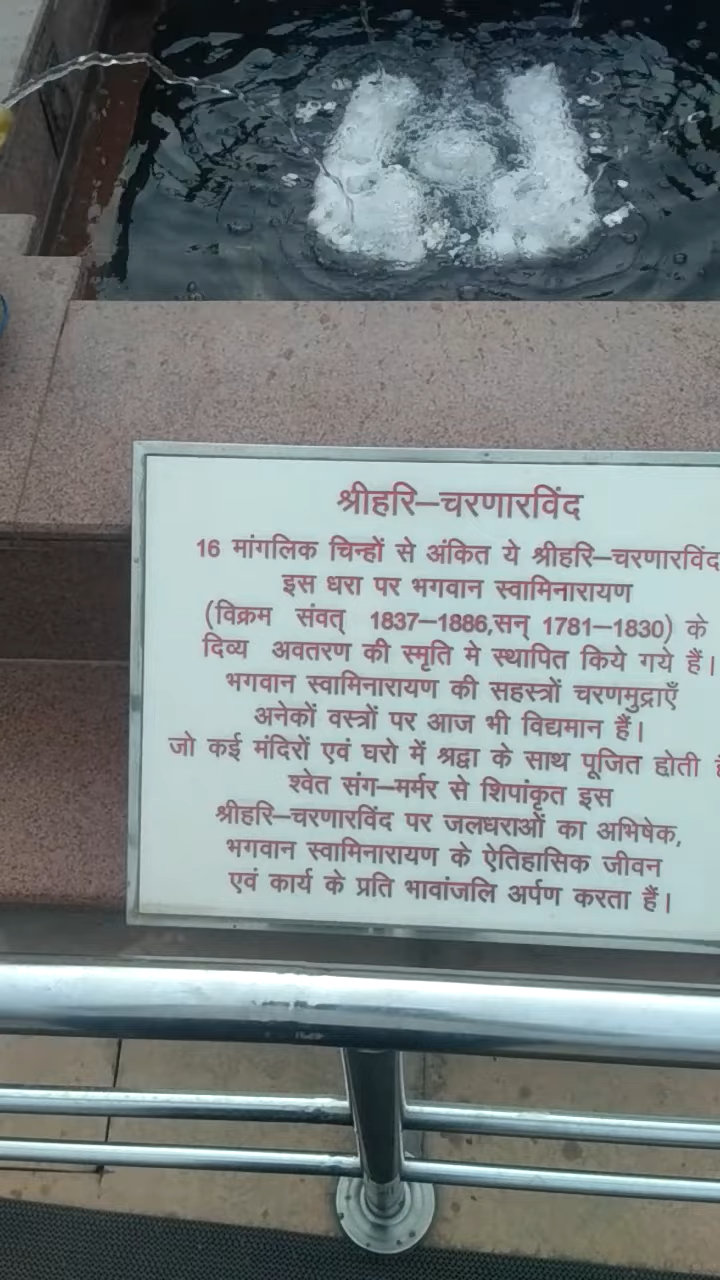 श्रीहरि–चरणारविंद
16 मांगलिक चिन्हों से अंकित ये श्रीहरि–चरणारविंद
इस धरा पर भगवान स्वामिनारायण
(विक्रम संवत् 1837–1886,सन् 1781–1830) के
दिव्य अवतरण की स्मृति मे स्थापित किये गये हैं।
भगवान स्वामिनारायण की सहस्त्रों चरणमुद्राएँ
अनेकों वस्त्रों पर आज भी विद्यमान हैं।
जो कई मंदिरों एवं घरो में श्रद्वा के साथ पूजित होती
श्वेत संग–मर्मर से शिपांकृत इस
श्रीहरि–चरणारविंद पर जलधराओं का अभिषेक,
भगवान स्वामिनारायण के ऐतिहासिक जीवन
एवं कार्य के प्रति भावांजलि अर्पण करता हैं।